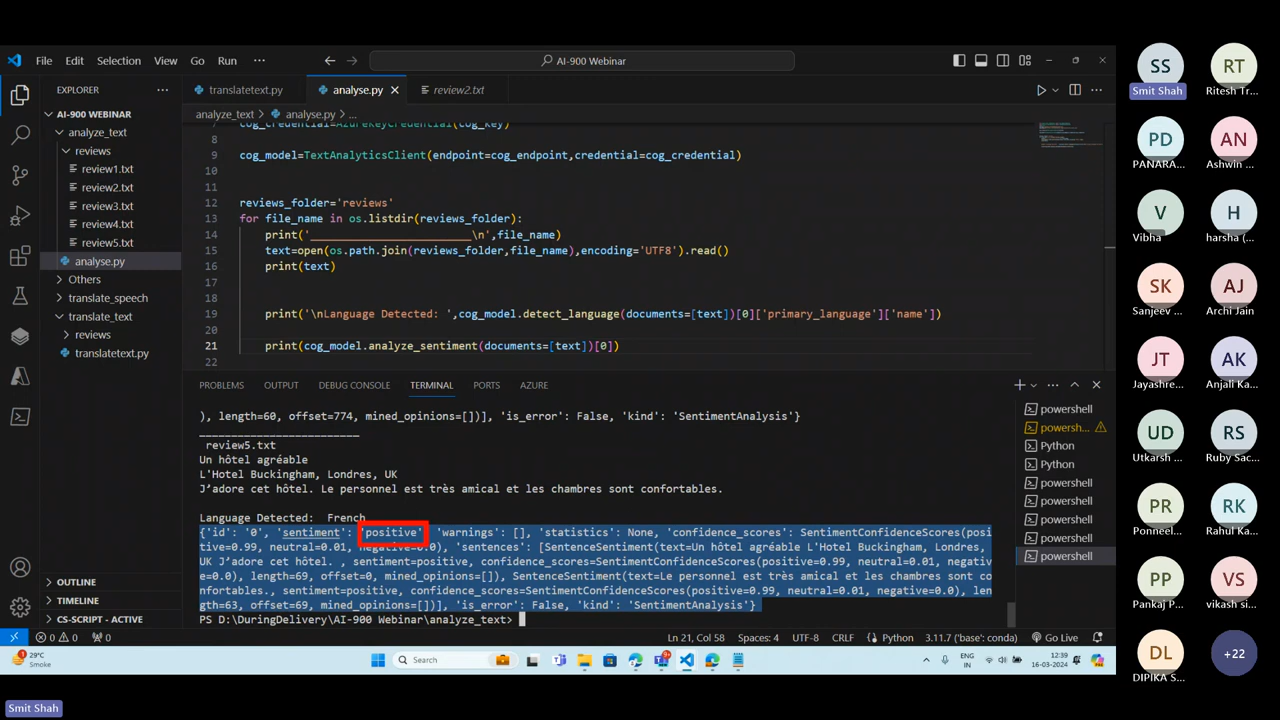 File Edit Selection View Go Run ··· AI-900 Webinar
EXPLORER ···
AI-900 WEBINAR
analyze_text
reviews
review1.txt
review2.txt
review3.txt
review4.txt
review5.txt
analyse.py
Others
translate_speech
translate_text
reviews
translatetext.py
OUTLINE
TIMELINE
CS-SCRIPT - ACTIVE
translatetext.py analyse.py review2.txt
analyze_text > analyse.py > ...
7 cog_credential=AzureKeyCredential(cog_key)
8
9 cog_model=TextAnalyticsClient(endpoint=cog_endpoint,credential=cog_credential)
10
11
12 reviews_folder='reviews'
13 for file_name in os.listdir(reviews_folder):
14 print('_________________________\n',file_name)
15 text=open(os.path.join(reviews_folder,file_name),encoding='UTF8').read()
16 print(text)
17
18
19 print('\nLanguage Detected: ',cog_model.detect_language(documents=[text])[0]['primary_language']['name'])
20
21 print(cog_model.analyze_sentiment(documents=[text])[0])
22
PROBLEMS OUTPUT DEBUG CONSOLE TERMINAL PORTS AZURE
), length=60, offset=774, mined_opinions=[])], 'is_error': False, 'kind': 'SentimentAnalysis'}
_________________________
review5.txt
Un hôtel agréable
L'Hotel Buckingham, Londres, UK
J’adore cet hôtel. Le personnel est très amical et les chambres sont confortables.
Language Detected:  French
{'id': '0', 'sentiment': 'positive', 'warnings': [], 'statistics': None, 'confidence_scores': SentimentConfidenceScores(posi
tive=0.99, neutral=0.01, negative=0.0), 'sentences': [SentenceSentiment(text=Un hôtel agréable L'Hotel Buckingham, Londres,
UK J’adore cet hôtel. , sentiment=positive, confidence_scores=SentimentConfidenceScores(positive=0.99, neutral=0.01, negativ
e=0.0), length=69, offset=0, mined_opinions=[]), SentenceSentiment(text=Le personnel est très amical et les chambres sont co
nfortables., sentiment=positive, confidence_scores=SentimentConfidenceScores(positive=0.99, neutral=0.01, negative=0.0), len
gth=63, offset=69, mined_opinions=[])], 'is_error': False, 'kind': 'SentimentAnalysis'}
PS D:\DuringDelivery\AI-900 Webinar\analyze_text>
powershell
powersh...
Python
Python
powershell
powershell
powershell
powershell
powershell
0 0 0 Ln 21, Col 58 Spaces: 4 UTF-8 CRLF Python 3.11.7 ('base': conda) Go Live
29°C
Smoke
Search
ENG
IN
12:39
16-03-2024
SS
Smit Shah
RT
Ritesh Tr...
PD
PANARA...
AN
Ashwin ...
V
Vibha
H
harsha (...
SK
Sanjeev ...
AJ
Archi Jain
JT
Jayashre...
AK
Anjali Ka...
UD
Utkarsh ...
RS
Ruby Sac...
PR
Ponneed...
RK
Rahul Ka...
PP
Pankaj P...
VS
vikash si...
DL
DIPIKA S...
+22
Smit Shah